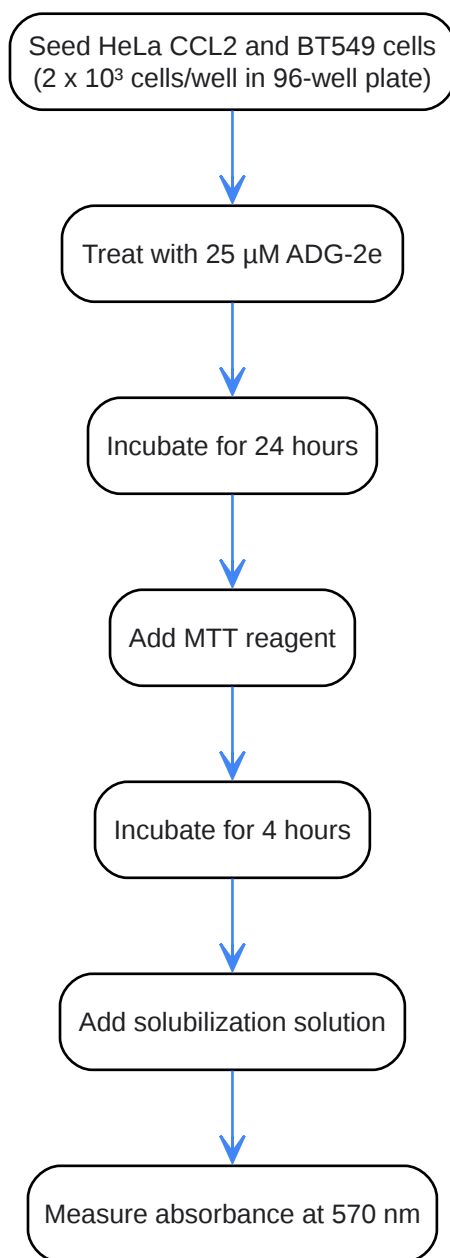 Seed HeLa CCL2 and BT549 cells
(2 x 10³ cells/well in 96-well plate)
Treat with 25 µM ADG-2e
Incubate for 24 hours
Add MTT reagent
Incubate for 4 hours
Add solubilization solution
Measure absorbance at 570 nm